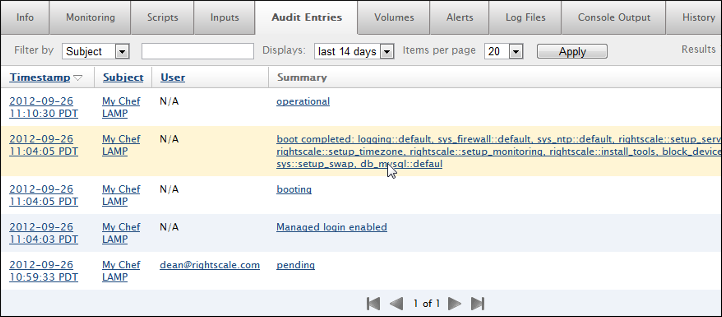 Info Monitoring Scripts Inputs Audit Entries Volumes Alerts Log Files Console Output History
Filter by Subject Displays: last 14 days Items per page 20 Apply Results
Timestamp Subject User Summary
2012-09-26 My Chef N/A operational
11:10:30 PDT LAMP
2012-09-26 My Chef N/A boot completed: logging::default, sys_firewall::default, sys_ntp::default, rightscale::setup_serv
11:04:05 PDT LAMP rightscale::setup_timezone, rightscale::setup_monitoring, rightscale::install_tools, block_device
sys::setup_swap, db_mysql::defaul
2012-09-26 My Chef N/A booting
11:04:05 PDT LAMP
2012-09-26 My Chef N/A Managed login enabled
11:04:03 PDT LAMP
2012-09-26 My Chef dean@rightscale.com pending
10:59:33 PDT LAMP
1 of 1